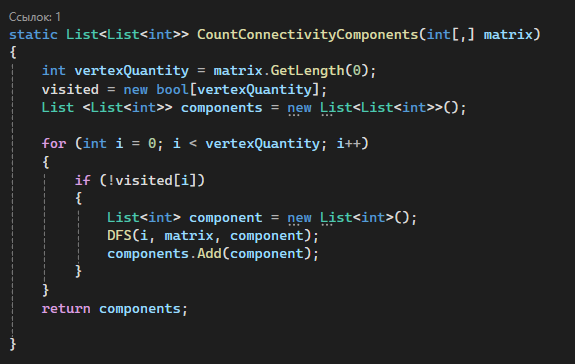 Ссылок: 1
static List<List<int>> CountConnectivityComponents(int[,] matrix)
{
    int vertexQuantity = matrix.GetLength(0);
    visited = new bool[vertexQuantity];
    List <List<int>> components = new List<List<int>>();

    for (int i = 0; i < vertexQuantity; i++)
    {
        if (!visited[i])
        {
            List<int> component = new List<int>();
            DFS(i, matrix, component);
            components.Add(component);
        }
    }
    return components;

}